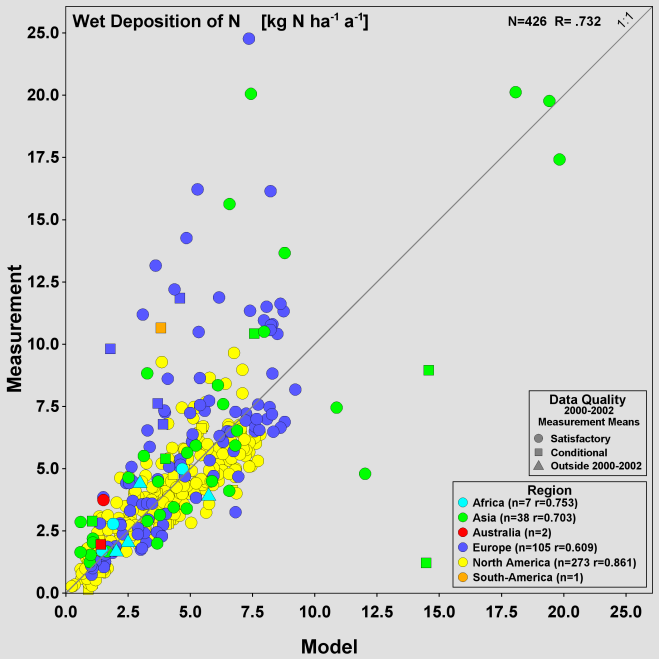 Wet Deposition of N [kg N ha⁻¹ a⁻¹]
N=426 R= .732
1:1
25.0
22.5
20.0
17.5
15.0
12.5
10.0
7.5
5.0
2.5
0.0
Measurement
Data Quality
2000-2002
Measurement Means
Satisfactory
Conditional
Outside 2000-2002
Region
Africa (n=7 r=0.753)
Asia (n=38 r=0.703)
Australia (n=2)
Europe (n=105 r=0.609)
North America (n=273 r=0.861)
South-America (n=1)
0.0 2.5 5.0 7.5 10.0 12.5 15.0 17.5 20.0 22.5 25.0
Model